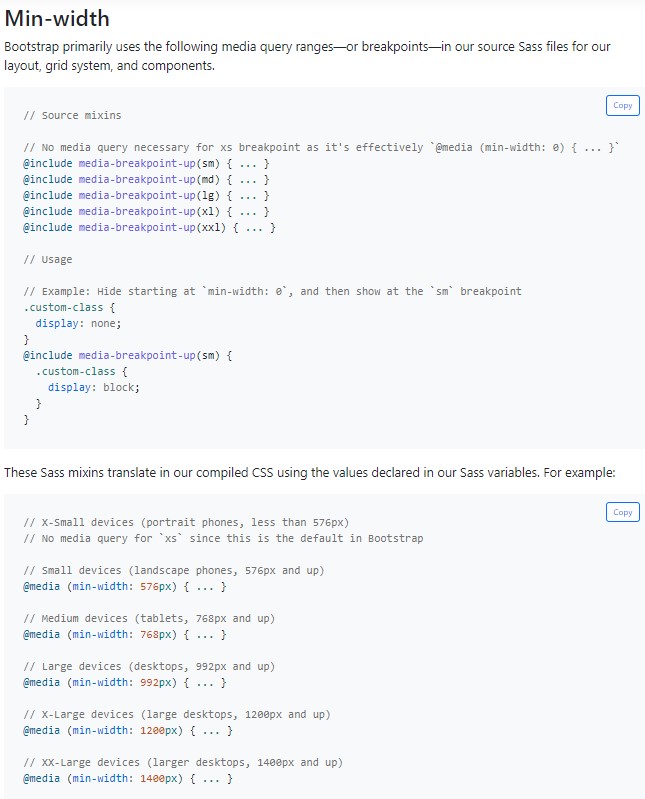 Min-width
Bootstrap primarily uses the following media query ranges—or breakpoints—in our source Sass files for our
layout, grid system, and components.
Copy
// Source mixins
// No media query necessary for xs breakpoint as it's effectively `@media (min-width: 0) { ... }`
@include media-breakpoint-up(sm) { ... }
@include media-breakpoint-up(md) { ... }
@include media-breakpoint-up(lg) { ... }
@include media-breakpoint-up(xl) { ... }
@include media-breakpoint-up(xxl) { ... }
// Usage
// Example: Hide starting at `min-width: 0`, and then show at the `sm` breakpoint
.custom-class {
  display: none;
}
@include media-breakpoint-up(sm) {
  .custom-class {
    display: block;
  }
}
These Sass mixins translate in our compiled CSS using the values declared in our Sass variables. For example:
Copy
// X-Small devices (portrait phones, less than 576px)
// No media query for `xs` since this is the default in Bootstrap
// Small devices (landscape phones, 576px and up)
@media (min-width: 576px) { ... }
// Medium devices (tablets, 768px and up)
@media (min-width: 768px) { ... }
// Large devices (desktops, 992px and up)
@media (min-width: 992px) { ... }
// X-Large devices (large desktops, 1200px and up)
@media (min-width: 1200px) { ... }
// XX-Large devices (larger desktops, 1400px and up)
@media (min-width: 1400px) { ... }